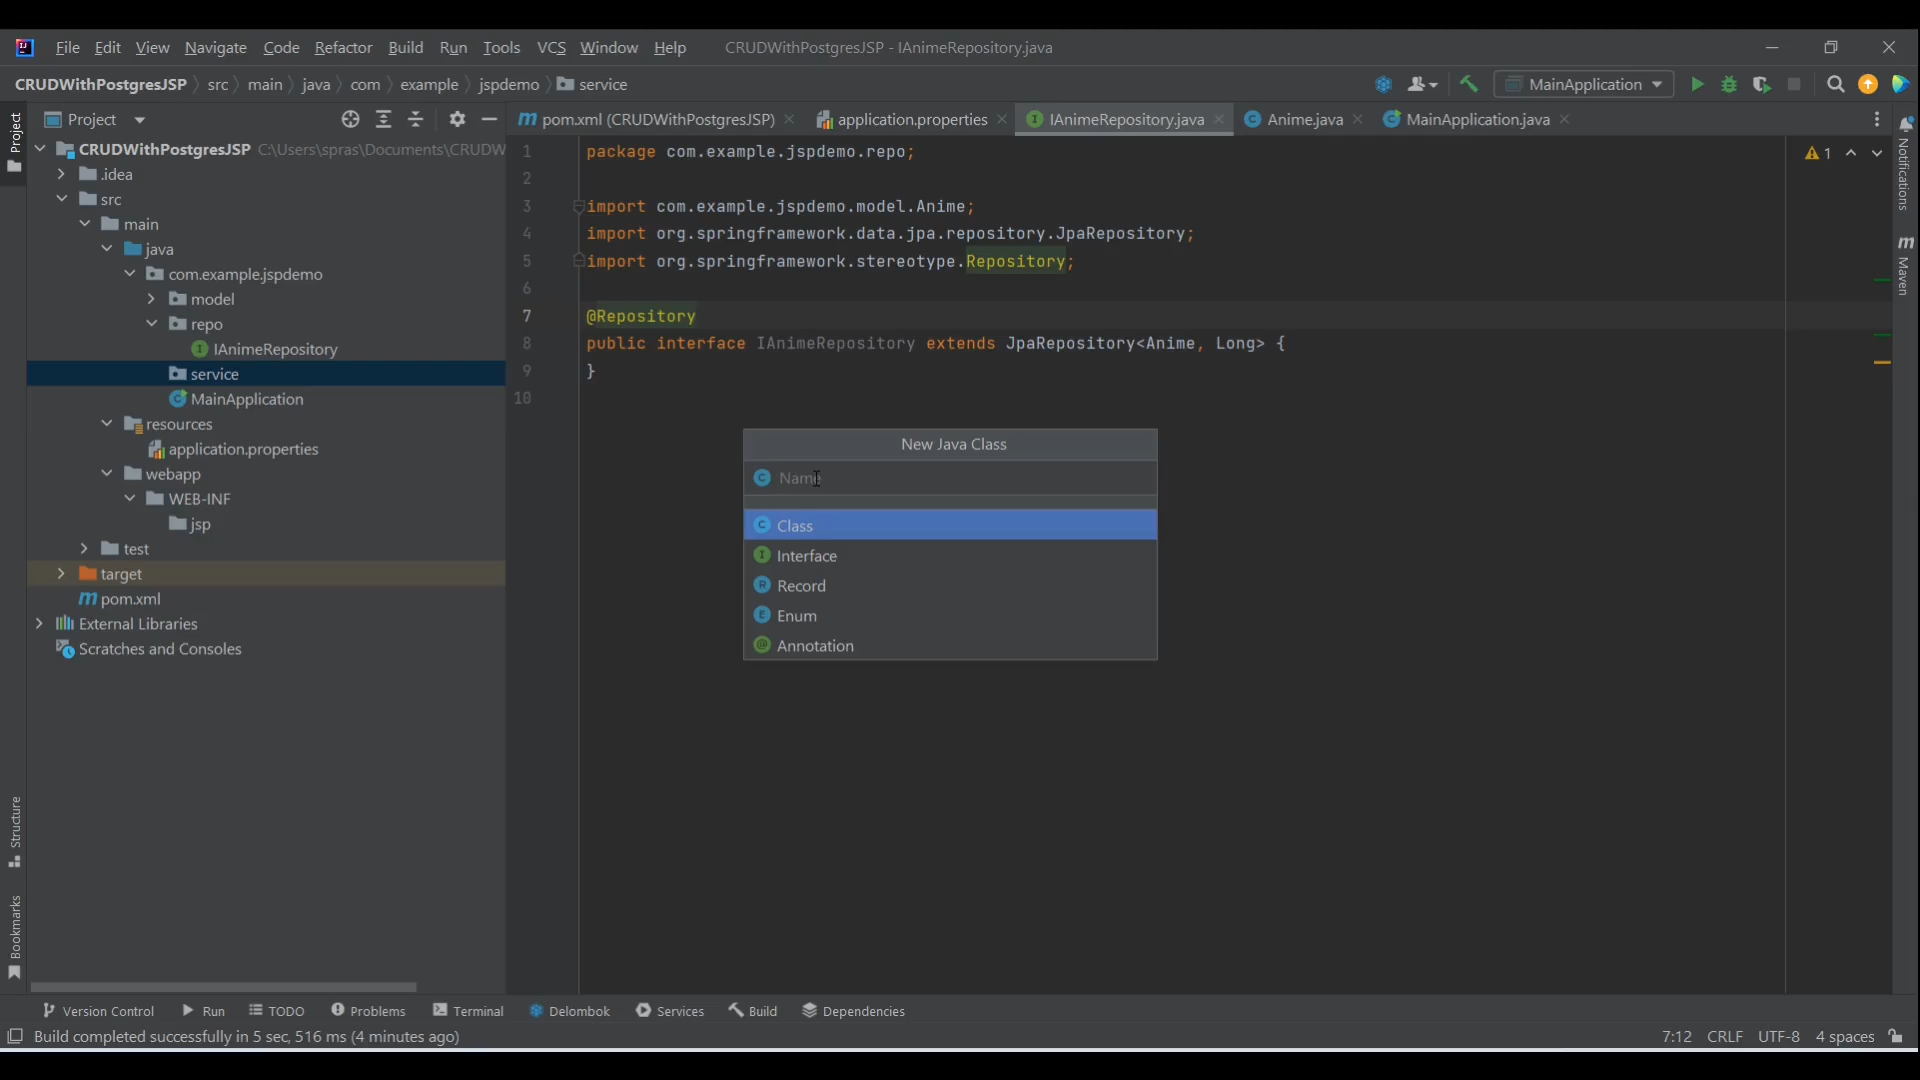 File Edit View Navigate Code Refactor Build Run Tools VCS Window Help CRUDWithPostgresJSP - IAnimeRepository.java
CRUDWithPostgresJSP src main java com example jspdemo service MainApplication
Project
pom.xml (CRUDWithPostgresJSP) application.properties IAnimeRepository.java Anime.java MainApplication.java
CRUDWithPostgresJSP C:\Users\spras\Documents\CRUDW
.idea
src
main
java
com.example.jspdemo
model
repo
IAnimeRepository
service
MainApplication
resources
application.properties
webapp
WEB-INF
jsp
test
target
pom.xml
External Libraries
Scratches and Consoles
1 package com.example.jspdemo.repo;
2
3 import com.example.jspdemo.model.Anime;
4 import org.springframework.data.jpa.repository.JpaRepository;
5 import org.springframework.stereotype.Repository;
6
7 @Repository
8 public interface IAnimeRepository extends JpaRepository<Anime, Long> {
9 }
10
1
New Java Class
Name
Class
Interface
Record
Enum
Annotation
Project
Structure
Bookmarks
Notifications
Maven
Version Control Run TODO Problems Terminal Delombok Services Build Dependencies
Build completed successfully in 5 sec, 516 ms (4 minutes ago) 7:12 CRLF UTF-8 4 spaces